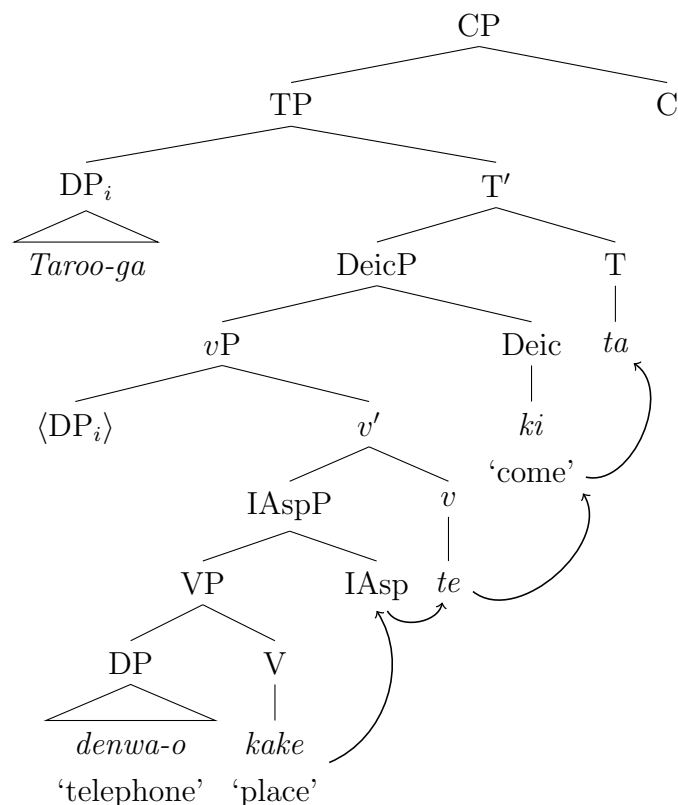 CP
TP C
DPᵢ T′
Taroo-ga DeicP T
vP Deic ta
⟨DPᵢ⟩ v′ ki
‘come’
IAspP v
VP IAsp te
DP V
denwa-o kake
‘telephone’ ‘place’